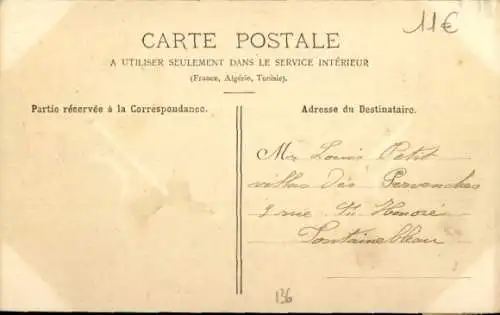 11€
CARTE POSTALE
A UTILISER SEULEMENT DANS LE SERVICE INTÉRIEUR
(France, Algérie, Tunisie).
Partie réservée à la Correspondance.
Adresse du Destinataire.
Mr Louis Petit
villa des Pervenches
rue St Honoré
Fontainebleau
136